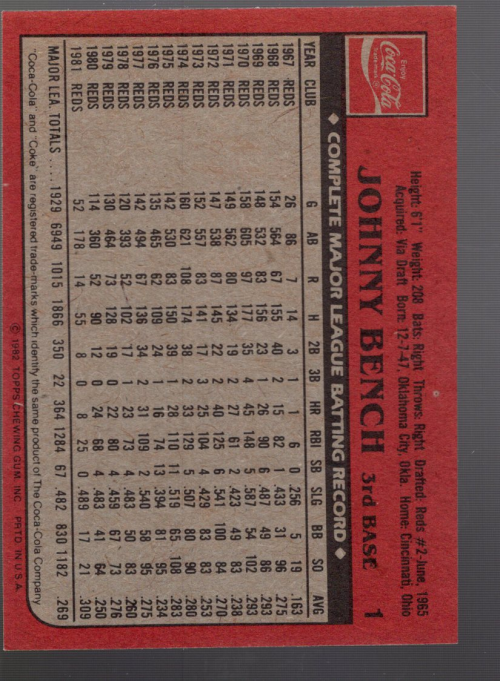 Enjoy
Coca-Cola
Trade-mark ®
Height: 6'1" Weight: 208 Bats: Right Throws: Right Drafted: Reds #2-June, 1965
Acquired: Via Draft Born: 12-7-47, Oklahoma City, Okla. Home: Cincinnati, Ohio
JOHNNY BENCH 3rd BASE 1
◆ COMPLETE MAJOR LEAGUE BATTING RECORD ◆
YEAR CLUB G AB R H 2B 3B HR RBI SB SLG BB SO AVG
1967 REDS 26 86 7 14 3 1 1 6 0 .256 5 19 .163
1968 REDS 154 564 67 155 40 2 15 82 1 .433 31 96 .275
1969 REDS 148 532 83 156 23 1 26 90 6 .487 49 86 .293
1970 REDS 158 605 97 177 35 4 45 148 5 .587 54 102 .293
1971 REDS 149 562 80 134 19 2 27 61 2 .423 49 83 .238
1972 REDS 147 538 87 145 22 2 40 125 6 .541 100 84 .270
1973 REDS 152 557 83 141 17 3 25 104 4 .429 83 83 .253
1974 REDS 160 621 108 174 38 2 33 129 5 .507 80 90 .280
1975 REDS 142 530 83 150 39 1 28 110 11 .519 65 108 .283
1976 REDS 135 465 62 109 24 1 16 74 13 .394 81 95 .234
1977 REDS 142 494 67 136 34 2 31 109 2 .540 58 95 .275
1978 REDS 120 393 52 102 17 1 23 73 4 .483 50 83 .260
1979 REDS 130 464 73 128 19 0 22 80 4 .459 67 73 .276
1980 REDS 114 360 52 90 12 0 24 68 4 .483 41 64 .250
1981 REDS 52 178 14 55 8 0 8 25 0 .489 17 21 .309
MAJOR LEA. TOTALS .... 1929 6949 1015 1866 350 22 364 1284 67 .482 830 1182 .269
"Coca-Cola" and "Coke" are registered trade-marks which identify the same product of The Coca-Cola Company
© 1982 TOPPS CHEWING GUM, INC. PRTD. IN U.S.A.